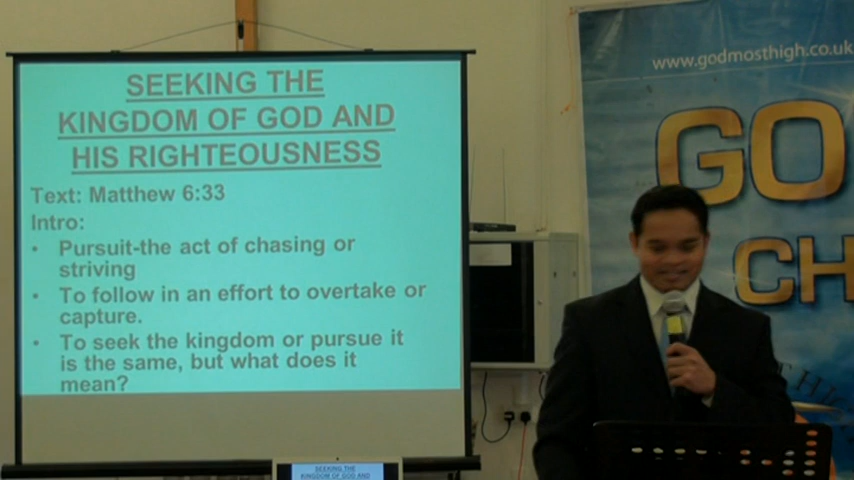 SEEKING THE
KINGDOM OF GOD AND
HIS RIGHTEOUSNESS
Text: Matthew 6:33
Intro:
• Pursuit-the act of chasing or
striving
• To follow in an effort to overtake or
capture.
• To seek the kingdom or pursue it
is the same, but what does it
mean?
www.godmosthigh.co.uk
GO
CH
SEEKING THE
KINGDOM OF GOD AND